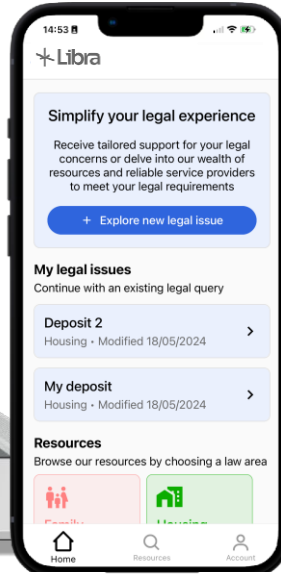 14:53
Libra
Simplify your legal experience
Receive tailored support for your legal
concerns or delve into our wealth of
resources and reliable service providers
to meet your legal requirements
+ Explore new legal issue
My legal issues
Continue with an existing legal query
Deposit 2
Housing • Modified 18/05/2024
My deposit
Housing • Modified 18/05/2024
Resources
Browse our resources by choosing a law area
Family Housing
Home Resources Account